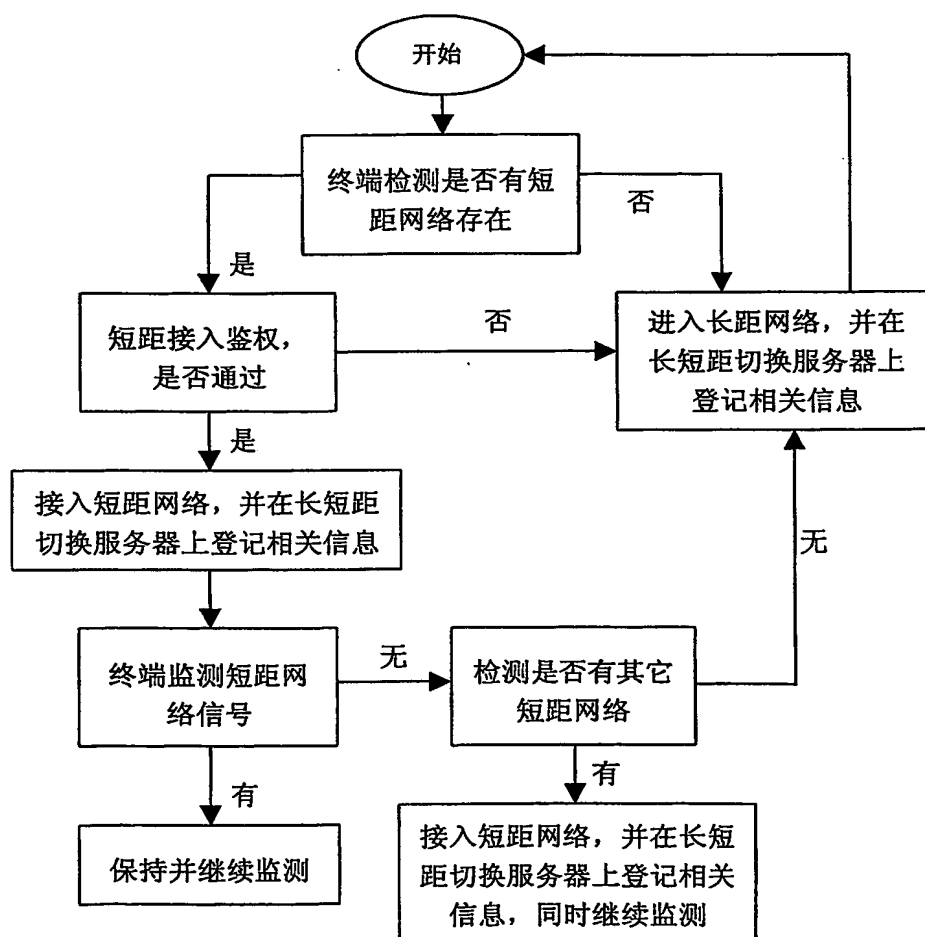 开始
终端检测是否有短
距网络存在
否
是
短距接入鉴权，
是否通过
否
进入长距网络，并在
长短距切换服务器上
登记相关信息
是
接入短距网络，并在长短距
切换服务器上登记相关信息
无
终端监测短距网
络信号
无
检测是否有其它
短距网络
有
有
保持并继续监测
接入短距网络，并在长短
距切换服务器上登记相关
信息，同时继续监测